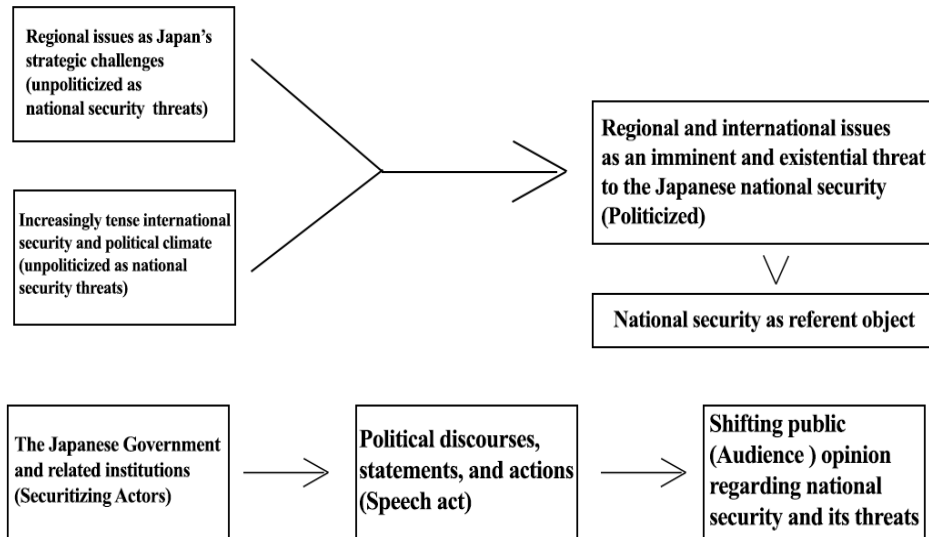 Regional issues as Japan's
strategic challenges
(unpoliticized as
national security threats)
Increasingly tense international
security and political climate
(unpoliticized as national
security threats)
Regional and international issues
as an imminent and existential threat
to the Japanese national security
(Politicized)
National security as referent object
The Japanese Government
and related institutions
(Securitizing Actors)
Political discourses,
statements, and actions
(Speech act)
Shifting public
(Audience ) opinion
regarding national
security and its threats